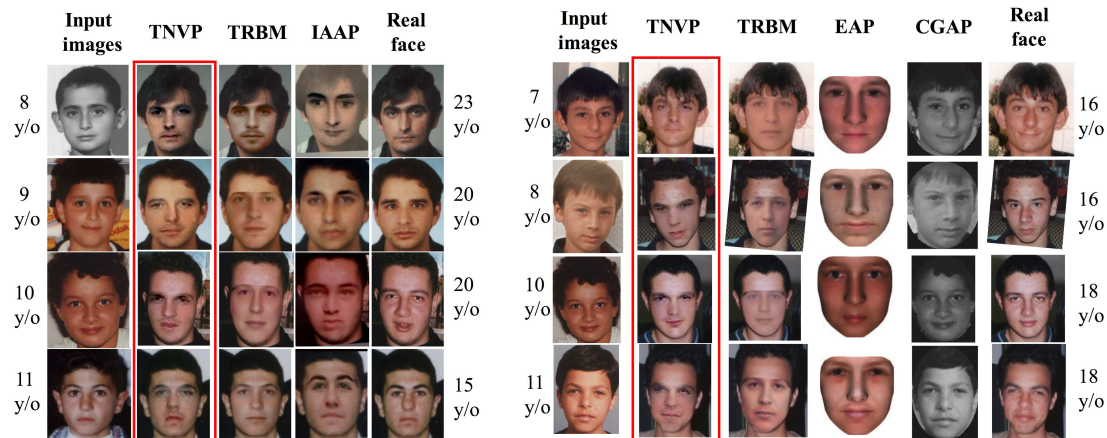 Input images TNVP TRBM IAAP Real face
8 y/o 23 y/o
9 y/o 20 y/o
10 y/o 20 y/o
11 y/o 15 y/o
Input images TNVP TRBM EAP CGAP Real face
7 y/o 16 y/o
8 y/o 16 y/o
10 y/o 18 y/o
11 y/o 18 y/o
Kodak